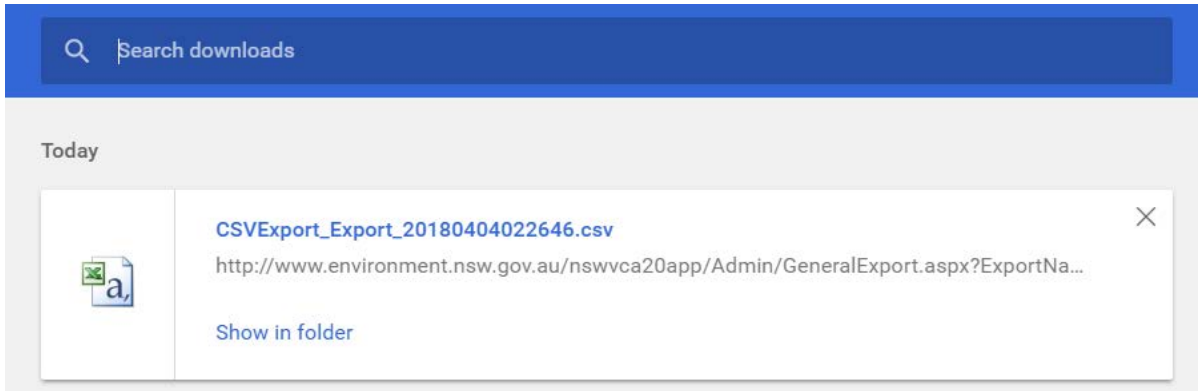 Search downloads
Today
CSVExport_Export_20180404022646.csv
http://www.environment.nsw.gov.au/nswvca20app/Admin/GeneralExport.aspx?ExportNa...
a,
Show in folder